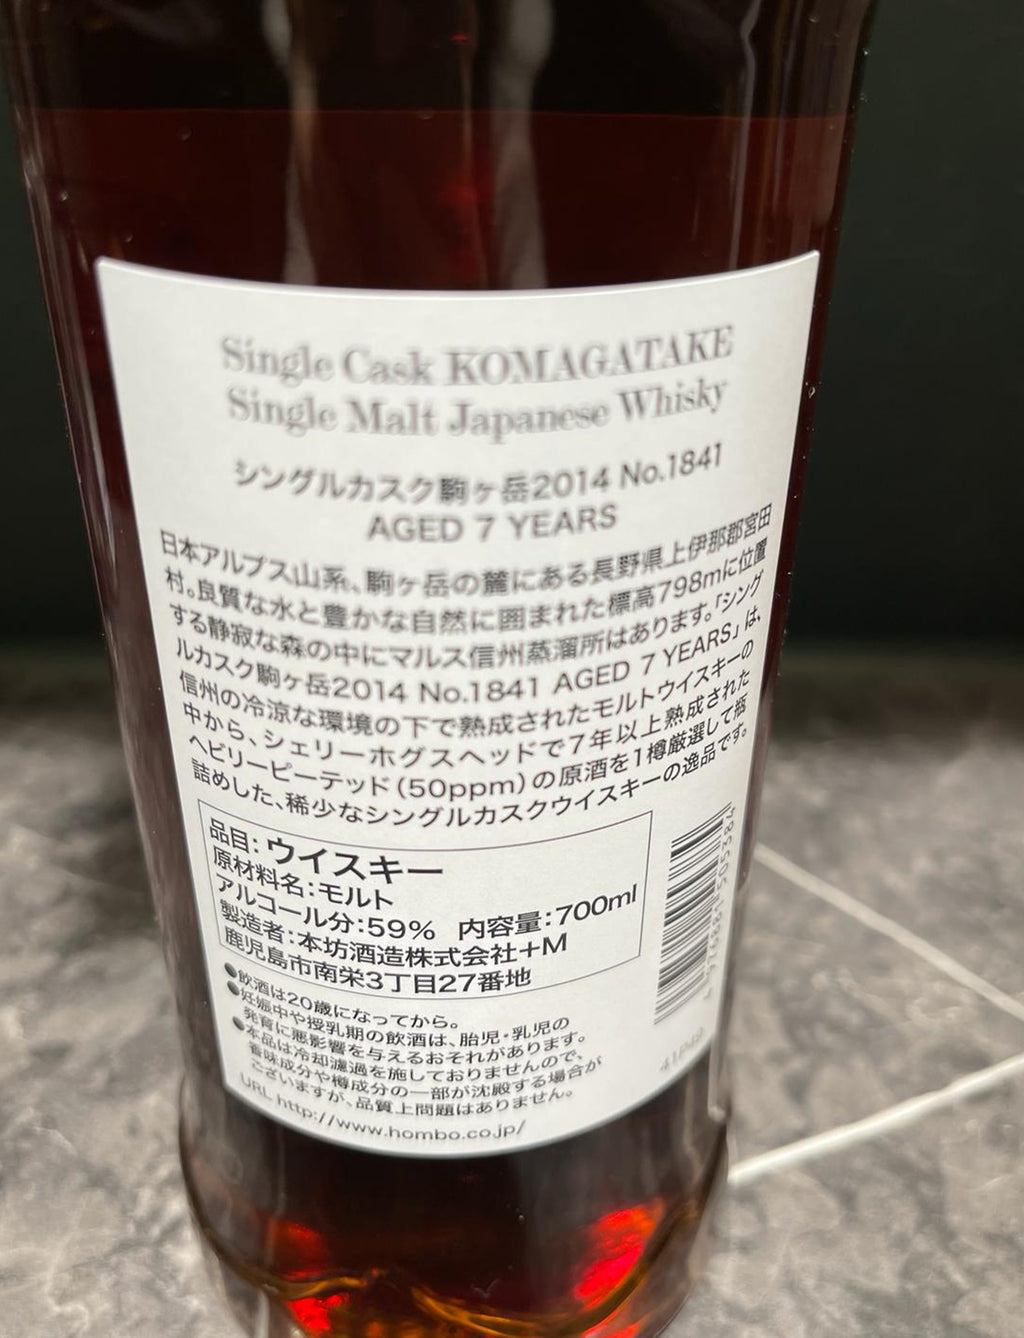 Single Cask KOMAGATAKE
Single Malt Japanese Whisky
シングルカスク駒ヶ岳2014 No.1841
AGED 7 YEARS
日本アルプス山系、駒ヶ岳の麓にある長野県上伊那郡宮田
村。良質な水と豊かな自然に囲まれた標高798mに位置
する静寂な森の中にマルス信州蒸溜所はあります。「シング
ルカスク駒ヶ岳2014 No.1841 AGED 7 YEARS」は、
信州の冷涼な環境の下で熟成されたモルトウイスキーの
中から、シェリーホグスヘッドで7年以上熟成された
ヘビリーピーテッド(50ppm)の原酒を1樽厳選して瓶
詰めした、稀少なシングルカスクウイスキーの逸品です。
品目:ウイスキー
原材料名:モルト
アルコール分:59% 内容量:700ml
製造者:本坊酒造株式会社+M
鹿児島市南栄3丁目27番地
●飲酒は20歳になってから。
●妊娠中や授乳期の飲酒は、胎児・乳児の
発育に悪影響を与えるおそれがあります。
●本品は冷却濾過を施しておりませんので、
香味成分や樽成分の一部が沈殿する場合が
ございますが、品質上問題はありません。
URL http://www.hombo.co.jp/